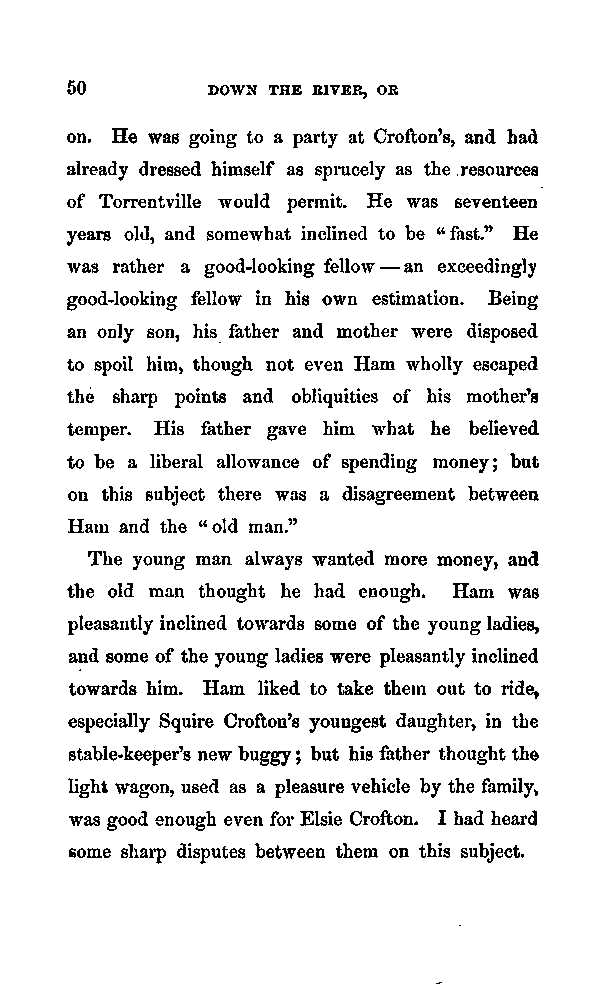 50 DOWN THE RIVER, OR
on. He was going to a party at Crofton's, and had
already dressed himself as sprucely as the resources
of Torrentville would permit. He was seventeen
years old, and somewhat inclined to be "fast." He
was rather a good-looking fellow — an exceedingly
good-looking fellow in his own estimation. Being
an only son, his father and mother were disposed
to spoil him, though not even Ham wholly escaped
the sharp points and obliquities of his mother's
temper. His father gave him what he believed
to be a liberal allowance of spending money; but
on this subject there was a disagreement between
Ham and the "old man."
The young man always wanted more money, and
the old man thought he had enough. Ham was
pleasantly inclined towards some of the young ladies,
and some of the young ladies were pleasantly inclined
towards him. Ham liked to take them out to ride,
especially Squire Crofton's youngest daughter, in the
stable-keeper's new buggy; but his father thought the
light wagon, used as a pleasure vehicle by the family,
was good enough even for Elsie Crofton. I had heard
some sharp disputes between them on this subject.